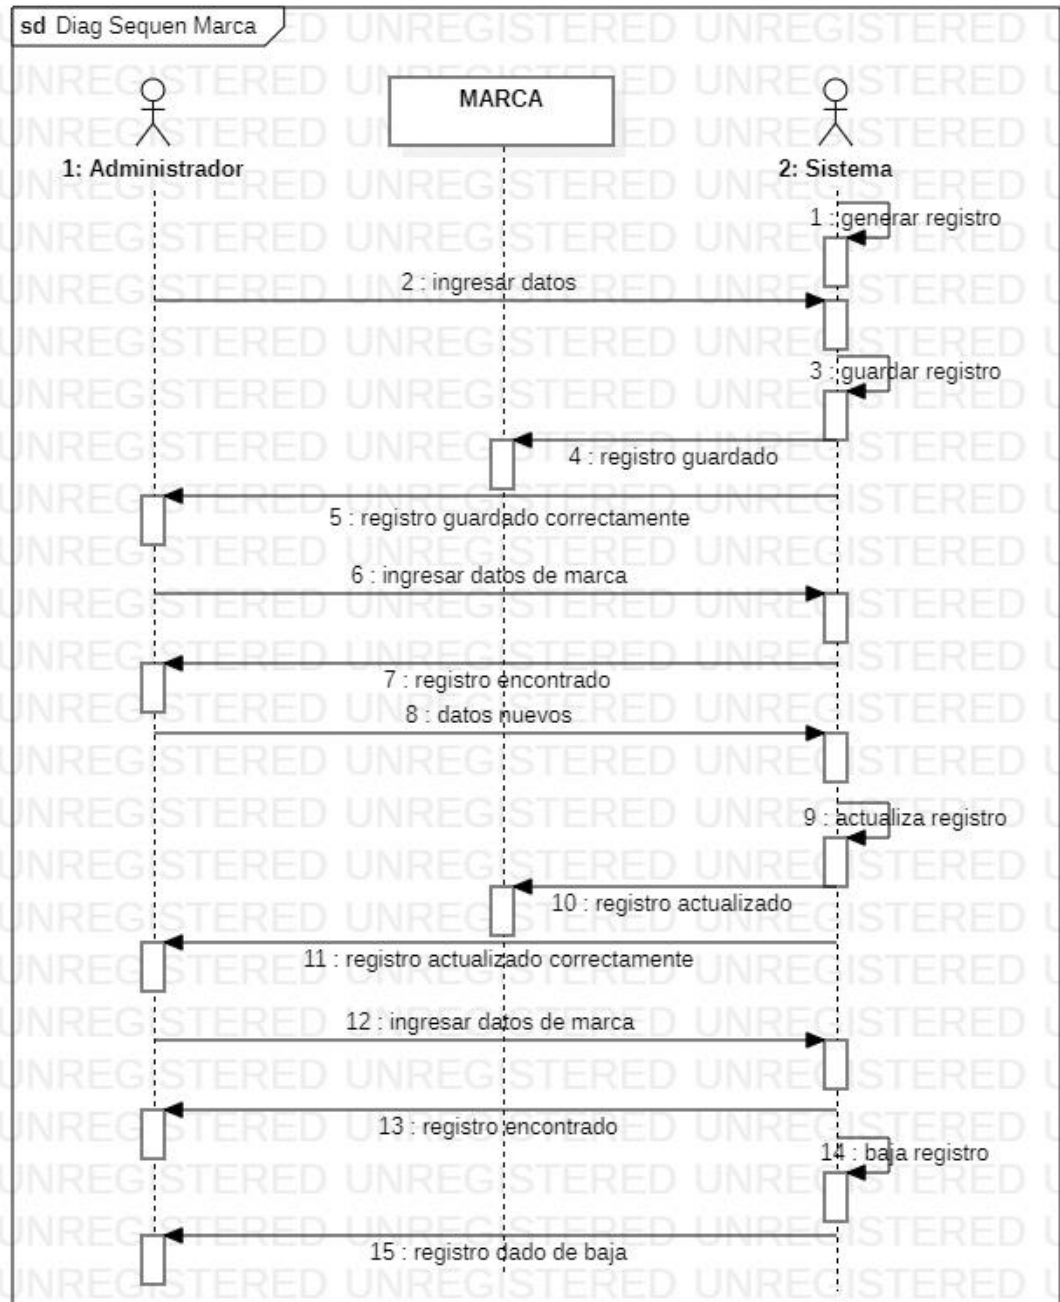 sd Diag Sequen Marca
MARCA
1: Administrador
2: Sistema
1 : generar registro
2 : ingresar datos
3 : guardar registro
4 : registro guardado
5 : registro guardado correctamente
6 : ingresar datos de marca
7 : registro encontrado
8 : datos nuevos
9 : actualiza registro
10 : registro actualizado
11 : registro actualizado correctamente
12 : ingresar datos de marca
13 : registro encontrado
14 : baja registro
15 : registro dado de baja
UNREGISTERED